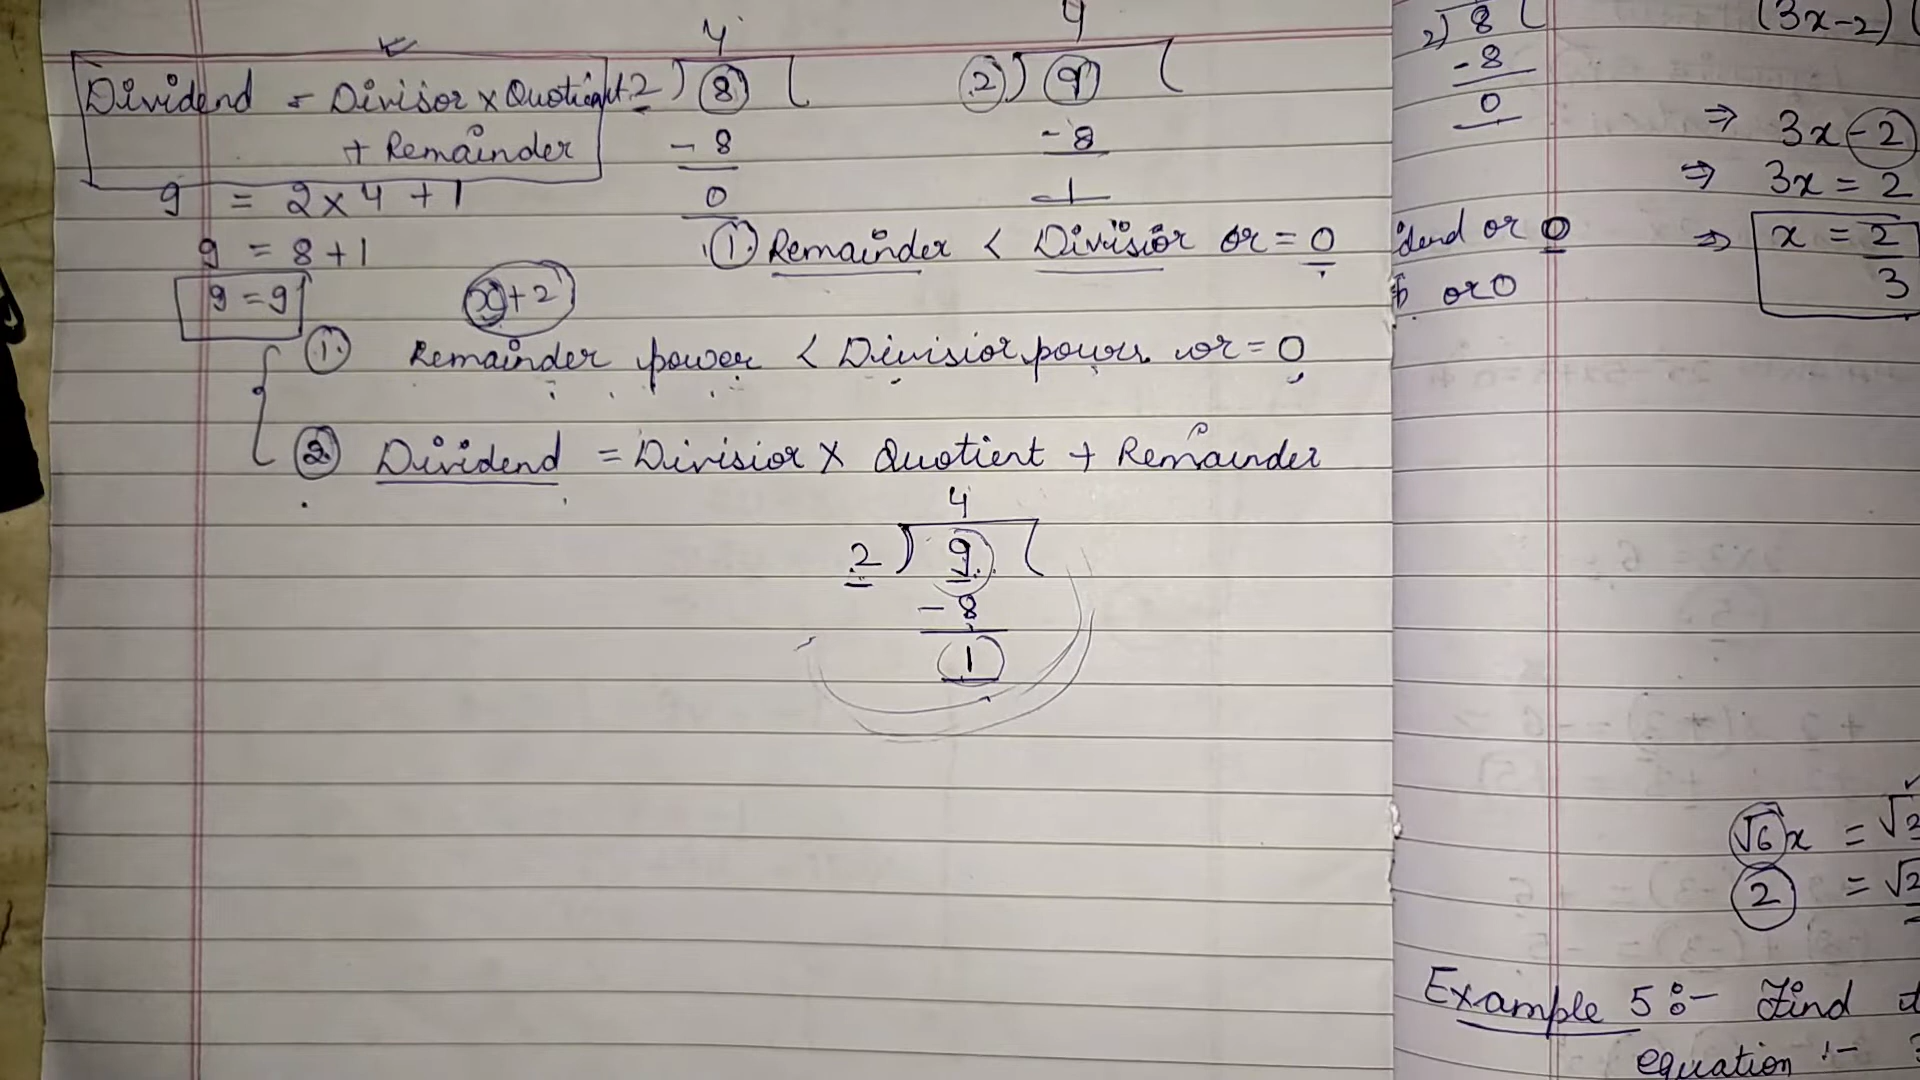 4
4
Dividend = Divisor x Quotient 2 ) 8 (
2 ) 9 (
+ Remainder
- 8
- 8
9 = 2 x 4 + 1
0
1
9 = 8 + 1
① Remainder < Divisior or = 0
9 = 9
x + 2
① Remainder power < Divisior power or = 0
② Dividend = Divisior x Quotient + Remainder
4
2 ) 9 (
- 8
1
2) 8 (
- 8
0
(3x-2) (
⇒ 3x - 2
⇒ 3x = 2
dend or 0
⇒ x = 2
3
or 0
√6 x = √2
2 = √2
Example 5 :- Find
equation :-